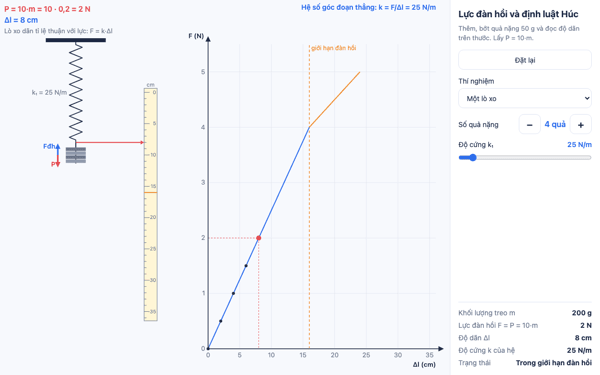 P = 10·m = 10 · 0,2 = 2 N
Δl = 8 cm
Lò xo dãn tỉ lệ thuận với lực: F = k·Δl
k₁ = 25 N/m
Fđh
P
cm
0
5
10
15
20
25
30
35
Hệ số góc đoạn thẳng: k = F/Δl = 25 N/m
F (N)
giới hạn đàn hồi
5
4
3
2
1
0
0
5
10
15
20
25
30
35
Δl (cm)
Lực đàn hồi và định luật Húc
Thêm, bớt quả nặng 50 g và đọc độ dãn
trên thước. Lấy P = 10·m.
Đặt lại
Thí nghiệm
Một lò xo
Số quả nặng
− 4 quả +
Độ cứng k₁ 25 N/m
Khối lượng treo m 200 g
Lực đàn hồi F = P = 10·m 2 N
Độ dãn Δl 8 cm
Độ cứng k của hệ 25 N/m
Trạng thái Trong giới hạn đàn hồi